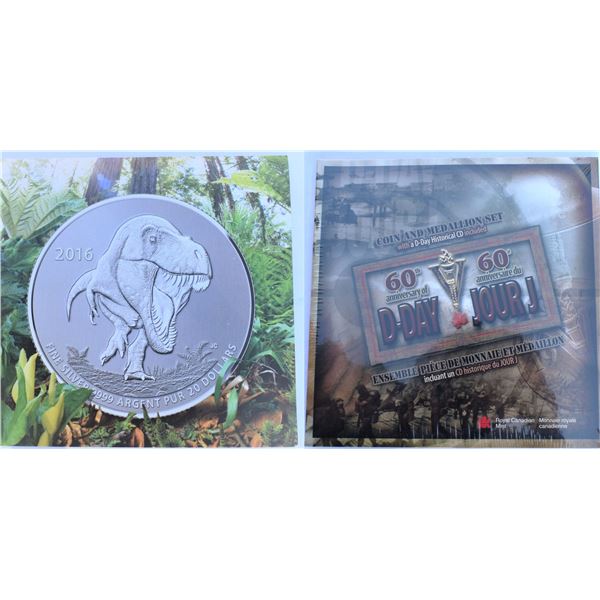 2016
FINE SILVER 9999 ARGENT PUR 20 DOLLARS
COIN AND MEDALLION SET
with a D-Day Historical CD included
60th
anniversary of
D-DAY
60e
anniversaire du
JOUR J
ENSEMBLE PIÈCE DE MONNAIE ET MÉDAILLON
incluant un CD historique du JOUR J
Royal Canadian Mint
Monnaie royale canadienne